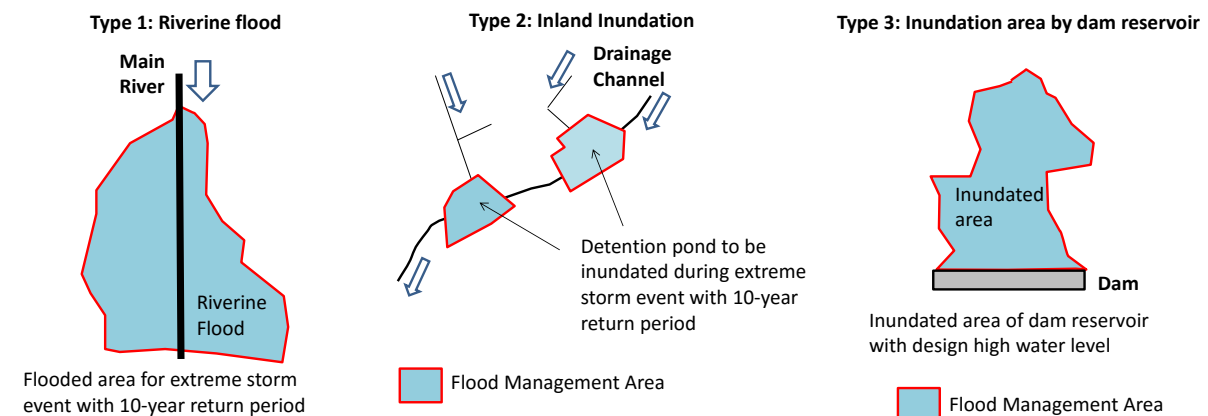 Type 1: Riverine flood
Main
River
Riverine
Flood
Flooded area for extreme storm
event with 10-year return period
Type 2: Inland Inundation
Drainage
Channel
Detention pond to be
inundated during extreme
storm event with 10-year
return period
Flood Management Area
Type 3: Inundation area by dam reservoir
Inundated
area
Dam
Inundated area of dam reservoir
with design high water level
Flood Management Area